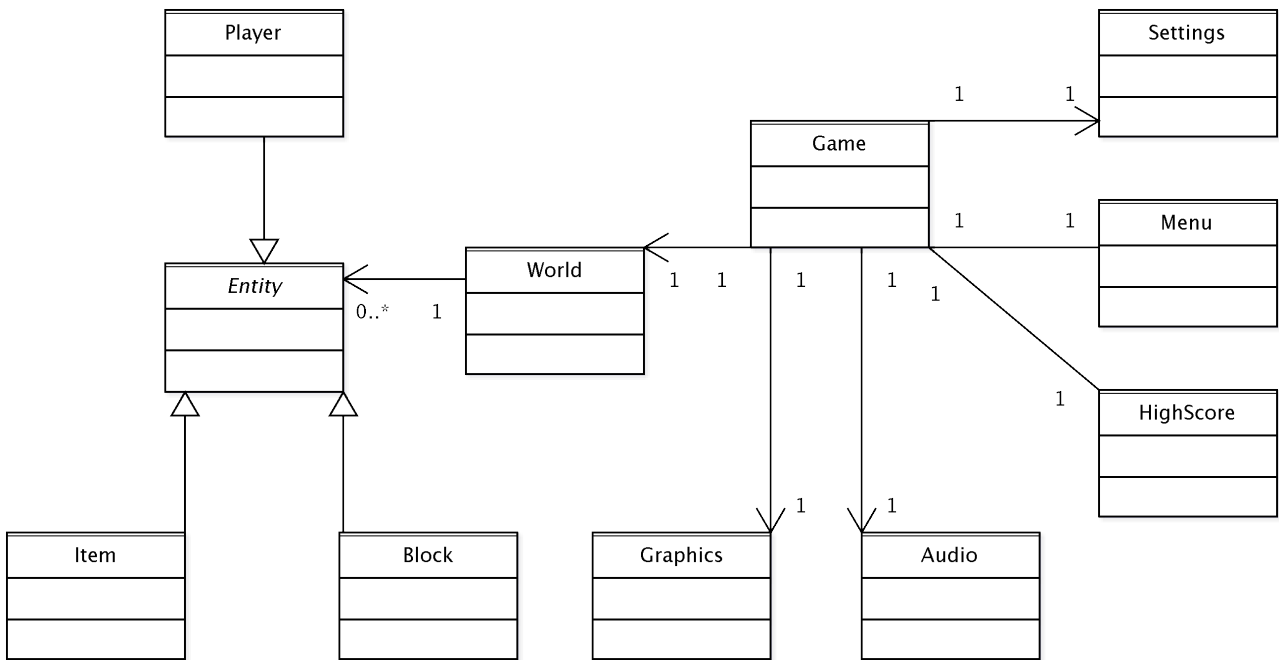 Player
Settings
1 1
Game
Menu
1 1
Entity
World
0..* 1
1 1 1 1 1
1
HighScore
1 1
Item
Block
Graphics
Audio